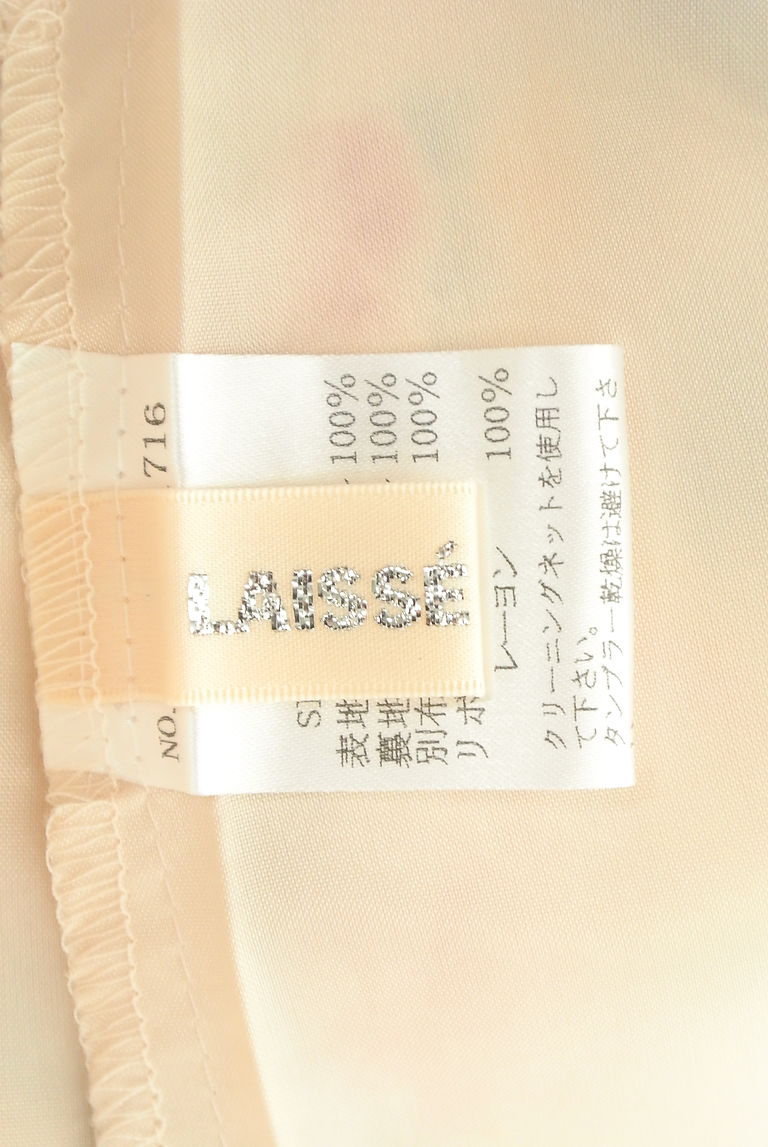 LAISSÉ
NO. 716
表地 100%
裏地 100%
別布 100%
リボ
レーヨン 100%
クリーニングネットを使用し
て下さい。
タンブラー乾燥は避けて下さ